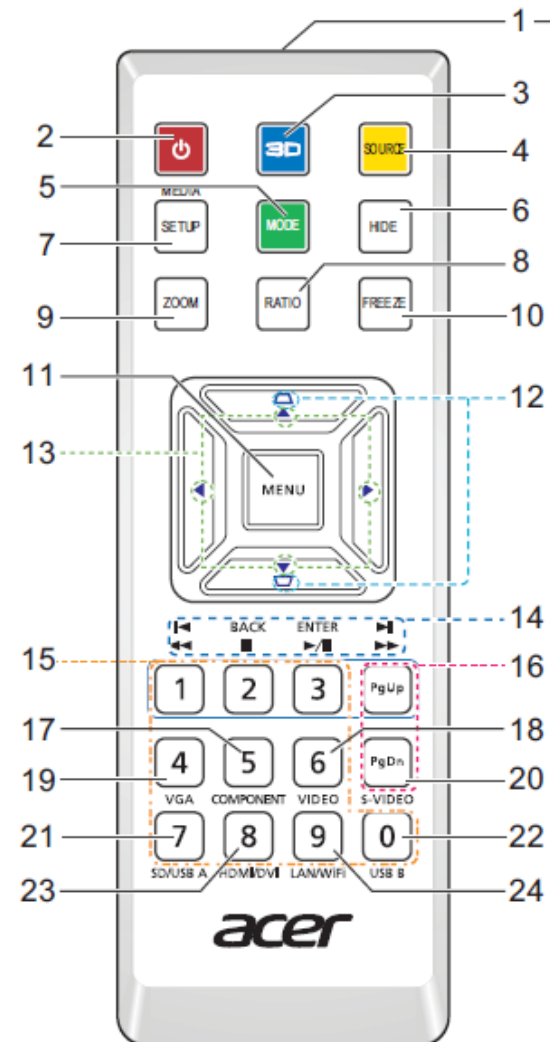 1
3
2
3D
SOURCE
4
MEDIA
5
6
SETUP
MODE
HIDE
7
8
ZOOM
RATIO
FREEZE
9
10
11
12
13
MENU
14
BACK
ENTER
15
16
1
2
3
PgUp
17
18
4
5
6
PgDn
19
20
VGA
COMPONENT
VIDEO
S-VIDEO
21
7
8
9
0
22
SD/USB A
HDMI/DVI
LAN/WiFi
USB B
23
24
acer